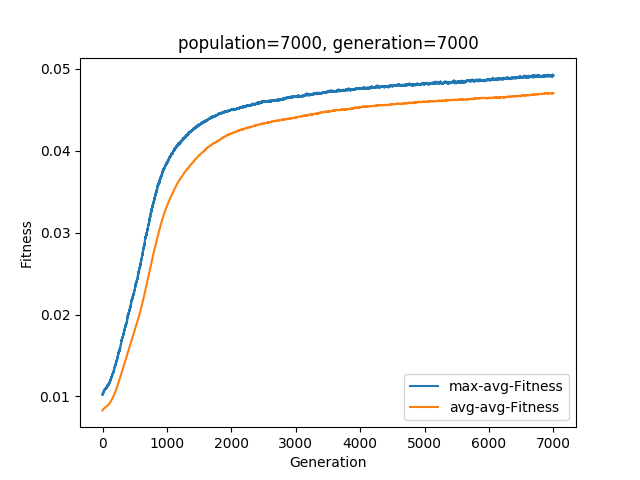 population=7000, generation=7000
0.05
0.04
0.03
0.02
0.01
Fitness
max-avg-Fitness
avg-avg-Fitness
0 1000 2000 3000 4000 5000 6000 7000
Generation